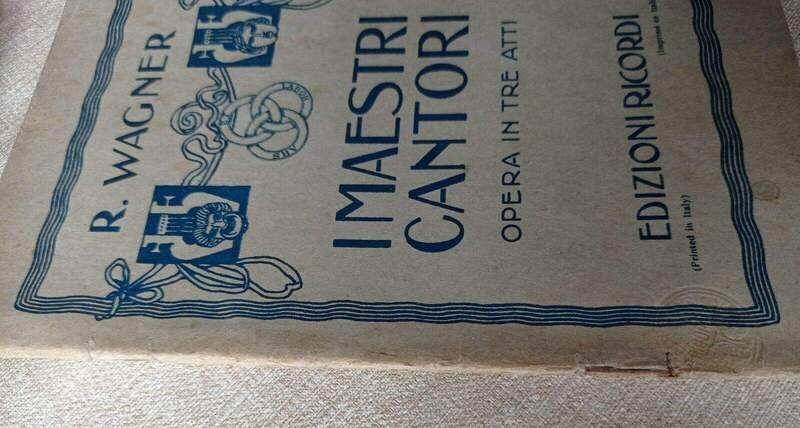 R. WAGNER
I MAESTRI
CANTORI
OPERA IN TRE ATTI
EDIZIONI RICORDI
(Printed in Italy)